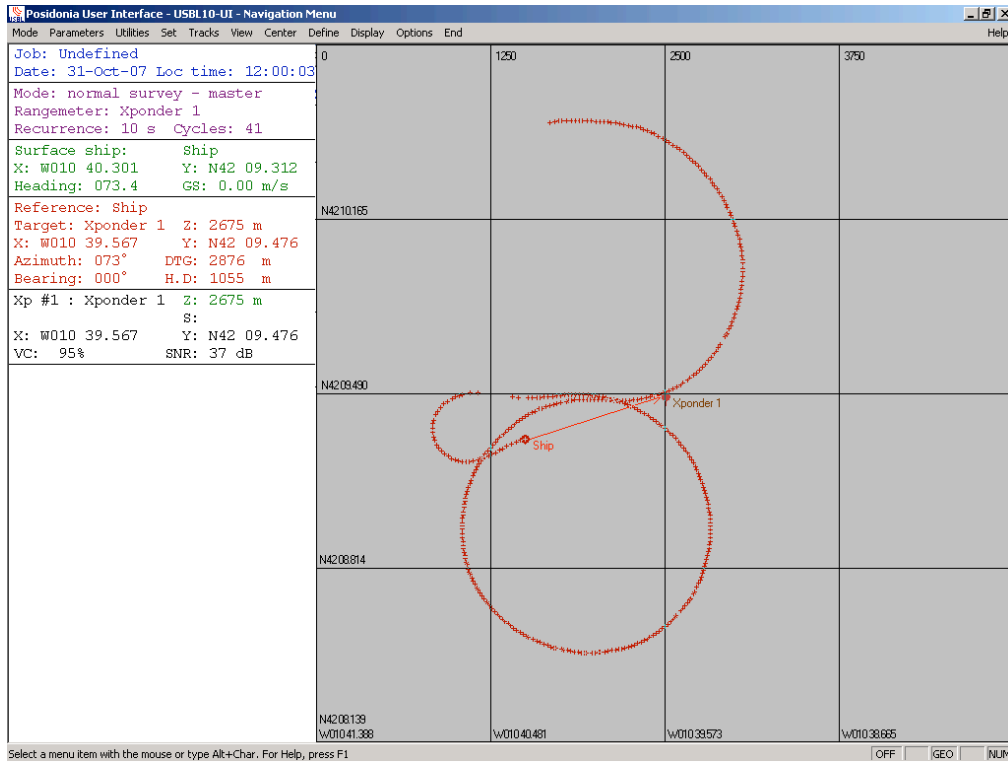 Posidonia User Interface - USBL10-UI - Navigation Menu
Mode Parameters Utilities Set Tracks View Center Define Display Options End Help
Job: Undefined
Date: 31-Oct-07 Loc time: 12:00:03
Mode: normal survey - master
Rangemeter: Xponder 1
Recurrence: 10 s Cycles: 41
Surface ship: Ship
X: W010 40.301 Y: N42 09.312
Heading: 073.4 GS: 0.00 m/s
Reference: Ship
Target: Xponder 1 Z: 2675 m
X: W010 39.567 Y: N42 09.476
Azimuth: 073° DTG: 2876 m
Bearing: 000° H.D: 1055 m
Xp #1 : Xponder 1 Z: 2675 m
S:
X: W010 39.567 Y: N42 09.476
VC: 95% SNR: 37 dB
0 1250 2500 3750
N4210.165
N4209.490
Xponder 1
Ship
N4208.814
N4208.139
W01041.388 W01040.481 W01039.573 W01038.665
Select a menu item with the mouse or type Alt+Char. For Help, press F1 OFF GEO NUM